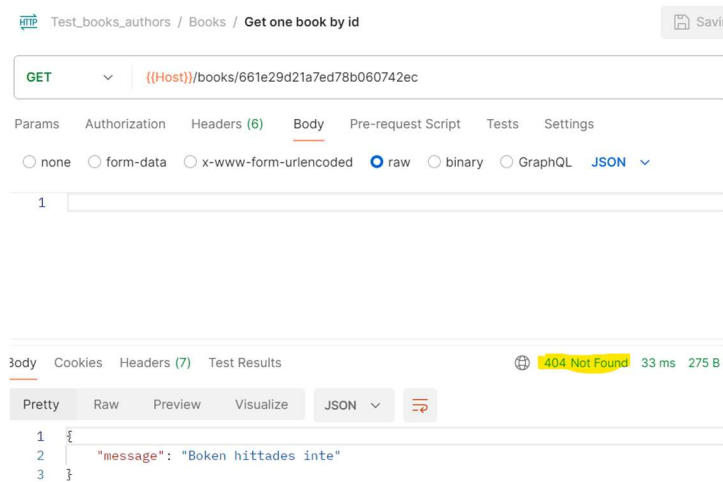 HTTP Test_books_authors / Books / Get one book by id
GET {{Host}}/books/661e29d21a7ed78b060742ec
Params Authorization Headers (6) Body Pre-request Script Tests Settings
none form-data x-www-form-urlencoded raw binary GraphQL JSON
1
Body Cookies Headers (7) Test Results 404 Not Found 33 ms 275 B
Pretty Raw Preview Visualize JSON
1 {
2 "message": "Boken hittades inte"
3 }